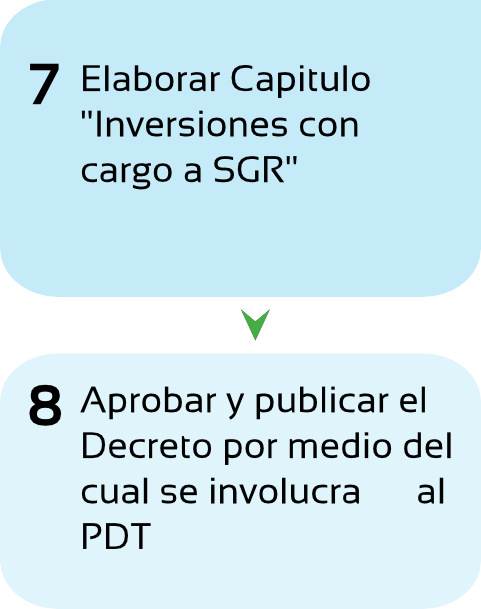 7 Elaborar Capitulo
"Inversiones con
cargo a SGR"
8 Aprobar y publicar el
Decreto por medio del
cual se involucra al
PDT